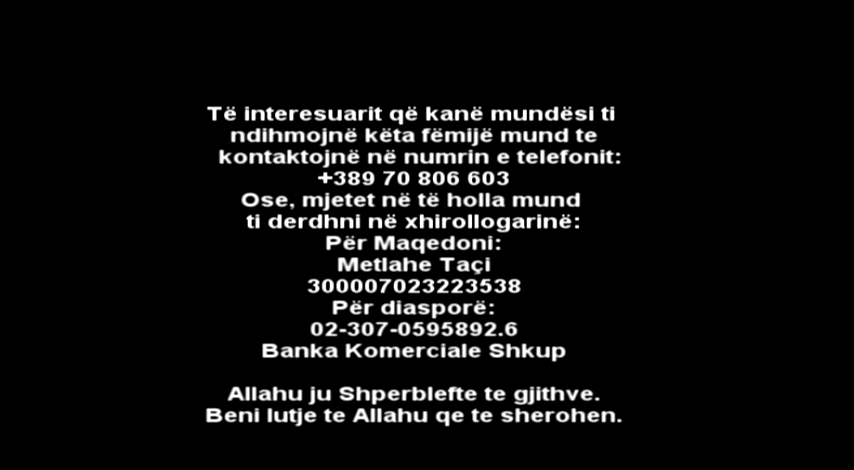 Të interesuarit që kanë mundësi ti
ndihmojnë këta fëmijë mund te
kontaktojnë në numrin e telefonit:
+389 70 806 603
Ose, mjetet në të holla mund
ti derdhni në xhirollogarinë:
Për Maqedoni:
Metlahe Taçi
300007023223538
Për diasporë:
02-307-0595892.6
Banka Komerciale Shkup
Allahu ju Shperblefte te gjithve.
Beni lutje te Allahu qe te sherohen.